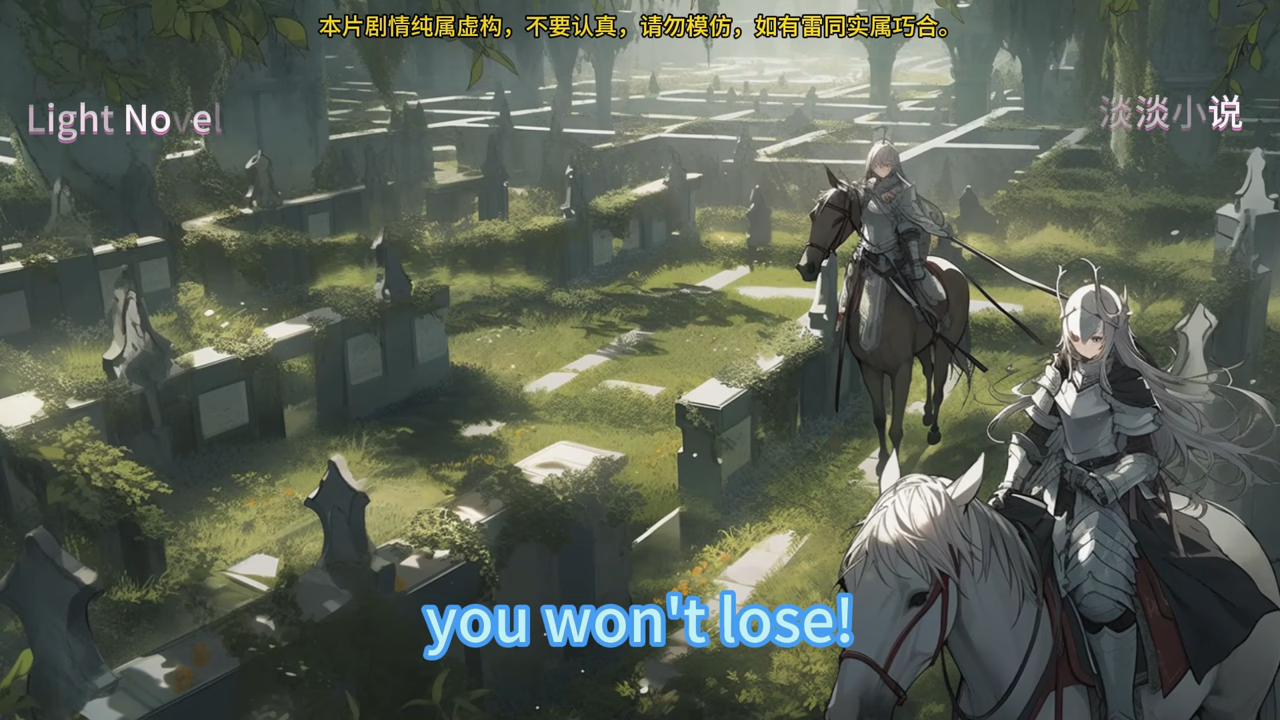 本片剧情纯属虚构，不要认真，请勿模仿，如有雷同实属巧合。
Light Novel
淡淡小说
you won't lose!